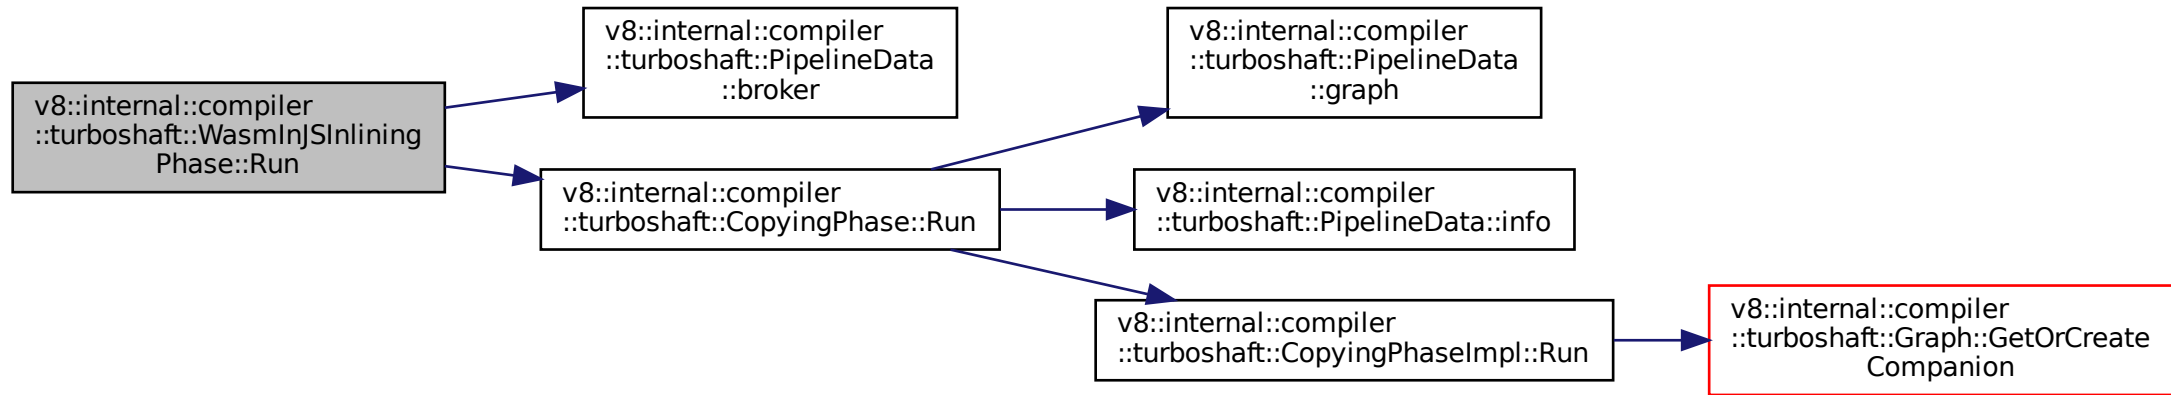 v8::internal::compiler
::turboshaft::WasmInJSInlining
Phase::Run
v8::internal::compiler
::turboshaft::PipelineData
::broker
v8::internal::compiler
::turboshaft::CopyingPhase::Run
v8::internal::compiler
::turboshaft::PipelineData
::graph
v8::internal::compiler
::turboshaft::PipelineData::info
v8::internal::compiler
::turboshaft::CopyingPhaseImpl::Run
v8::internal::compiler
::turboshaft::Graph::GetOrCreate
Companion